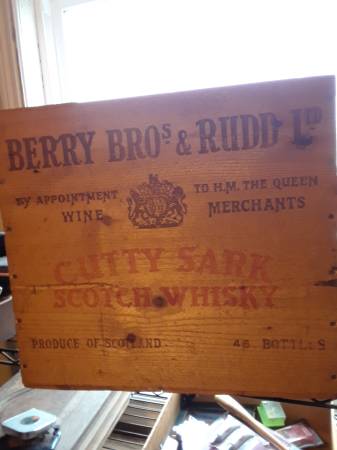 BERRY BROS & RUDD LTD
BY APPOINTMENT TO H.M. THE QUEEN
WINE MERCHANTS
CUTTY SARK
SCOTCH WHISKY
PRODUCE OF SCOTLAND 48 BOTTLES